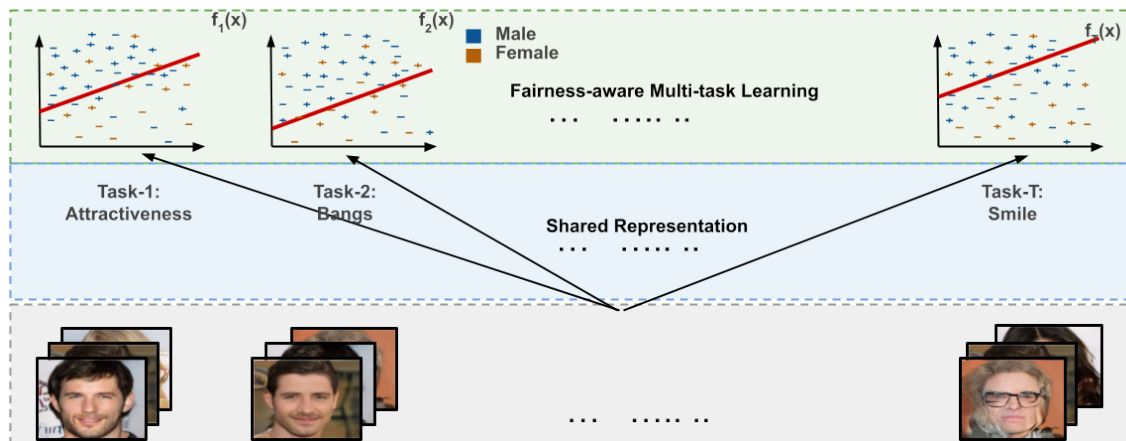 f1(x)
f2(x)
Male
Female
fT(x)
Fairness-aware Multi-task Learning
... ..... ..
Task-1:
Attractiveness
Task-2:
Bangs
Task-T:
Smile
Shared Representation
... ..... ..
... ..... ..